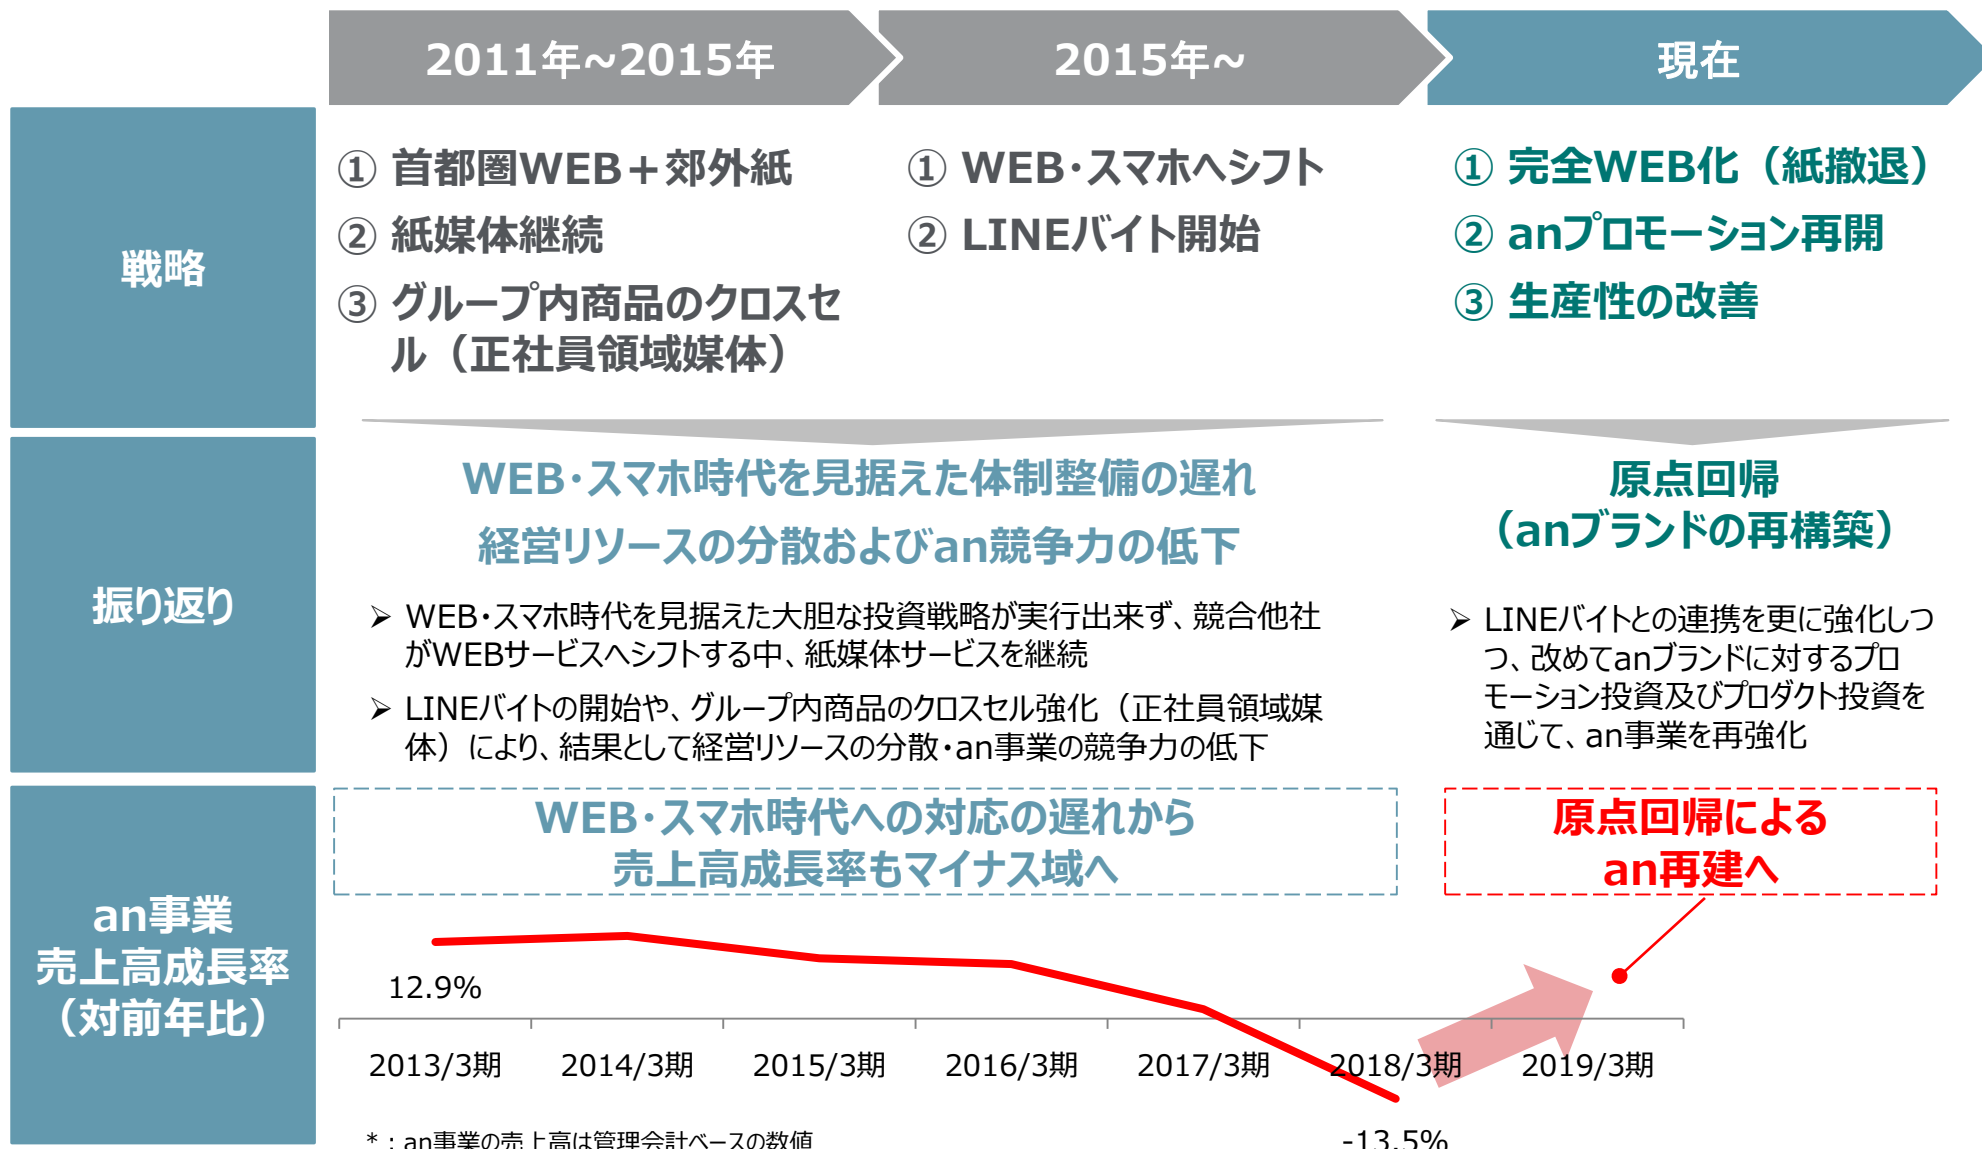 2011年~2015年
2015年~
現在
戦略
① 首都圏WEB＋郊外紙
② 紙媒体継続
③ グループ内商品のクロスセ
ル（正社員領域媒体）
① WEB・スマホへシフト
② LINEバイト開始
① 完全WEB化（紙撤退）
② anプロモーション再開
③ 生産性の改善
振り返り
WEB・スマホ時代を見据えた体制整備の遅れ
経営リソースの分散およびan競争力の低下
➢ WEB・スマホ時代を見据えた大胆な投資戦略が実行出来ず、競合他社
がWEBサービスへシフトする中、紙媒体サービスを継続
➢ LINEバイトの開始や、グループ内商品のクロスセル強化（正社員領域媒
体）により、結果として経営リソースの分散・an事業の競争力の低下
原点回帰
（anブランドの再構築）
➢ LINEバイトとの連携を更に強化しつ
つ、改めてanブランドに対するプロ
モーション投資及びプロダクト投資を
通じて、an事業を再強化
an事業
売上高成長率
（対前年比）
WEB・スマホ時代への対応の遅れから
売上高成長率もマイナス域へ
原点回帰による
an再建へ
12.9%
2013/3期
2014/3期
2015/3期
2016/3期
2017/3期
2018/3期
2019/3期
-13.5%
*：an事業の売上高は管理会計ベースの数値